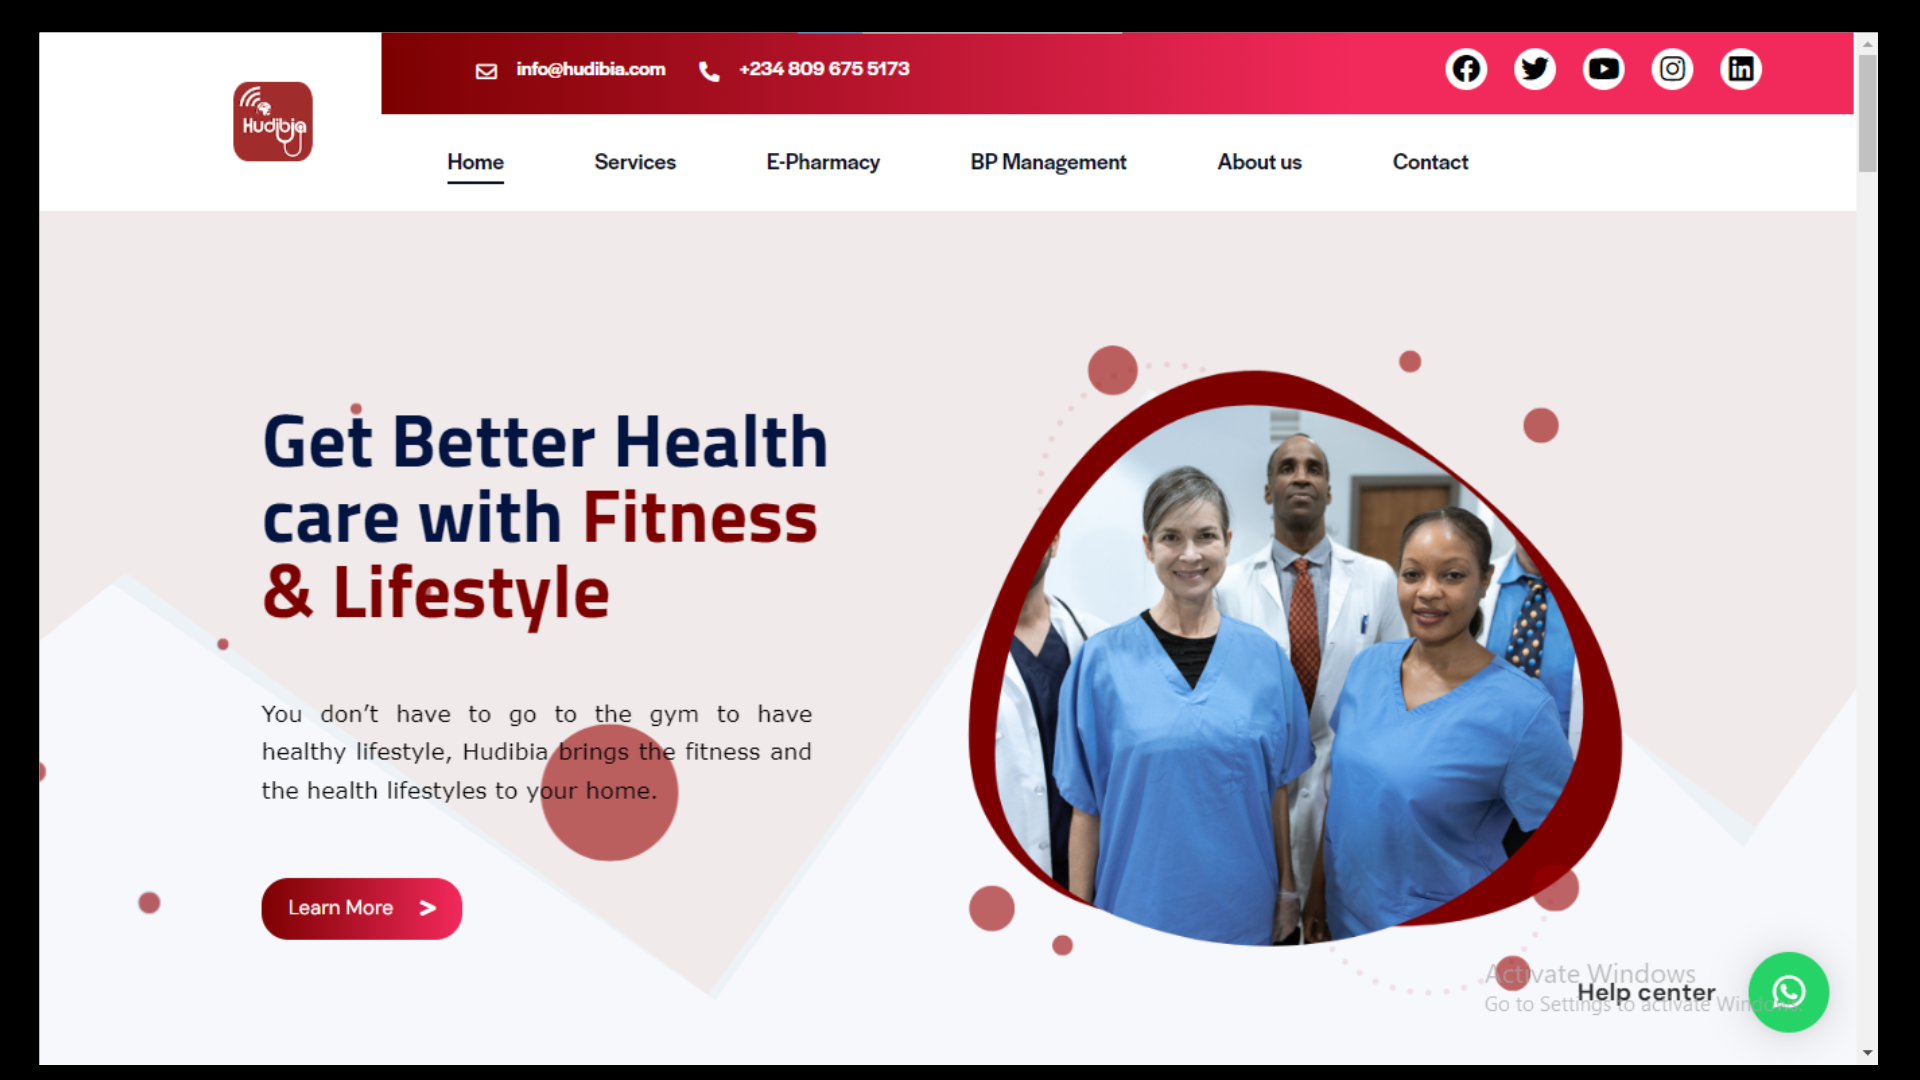 info@hudibia.com
+234 809 675 5173
Hudibia
Home
Services
E-Pharmacy
BP Management
About us
Contact
Get Better Health
care with Fitness
& Lifestyle
You don’t have to go to the gym to have
healthy lifestyle, Hudibia brings the fitness and
the health lifestyles to your home.
Learn More >
Activate Windows
Help center
Go to Settings to activate Windows.